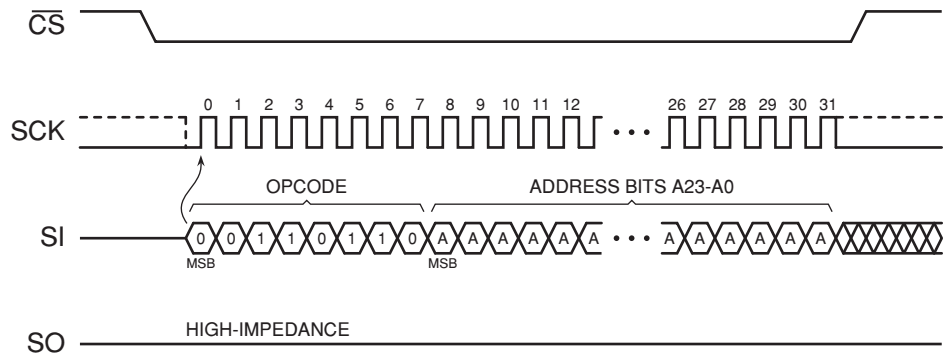 CS
0 1 2 3 4 5 6 7 8 9 10 11 12 26 27 28 29 30 31
SCK
OPCODE ADDRESS BITS A23-A0
SI 0 0 1 1 0 1 1 0 A A A A A A A A A A A A
MSB MSB
HIGH-IMPEDANCE
SO